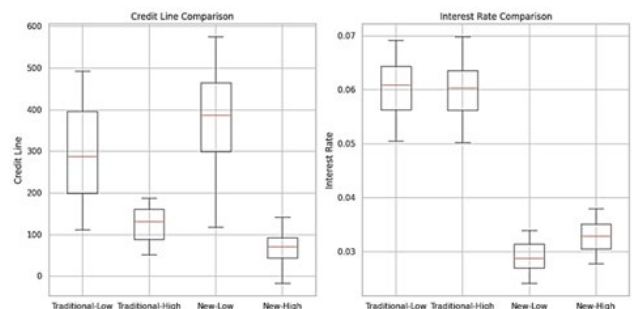 Credit Line Comparison
600
500
400
300
200
100
0
Credit Line
Traditional-Low Traditional-High New-Low New-High
Interest Rate Comparison
0.07
0.06
0.05
0.04
0.03
Interest Rate
Traditional-Low Traditional-High New-Low New-High